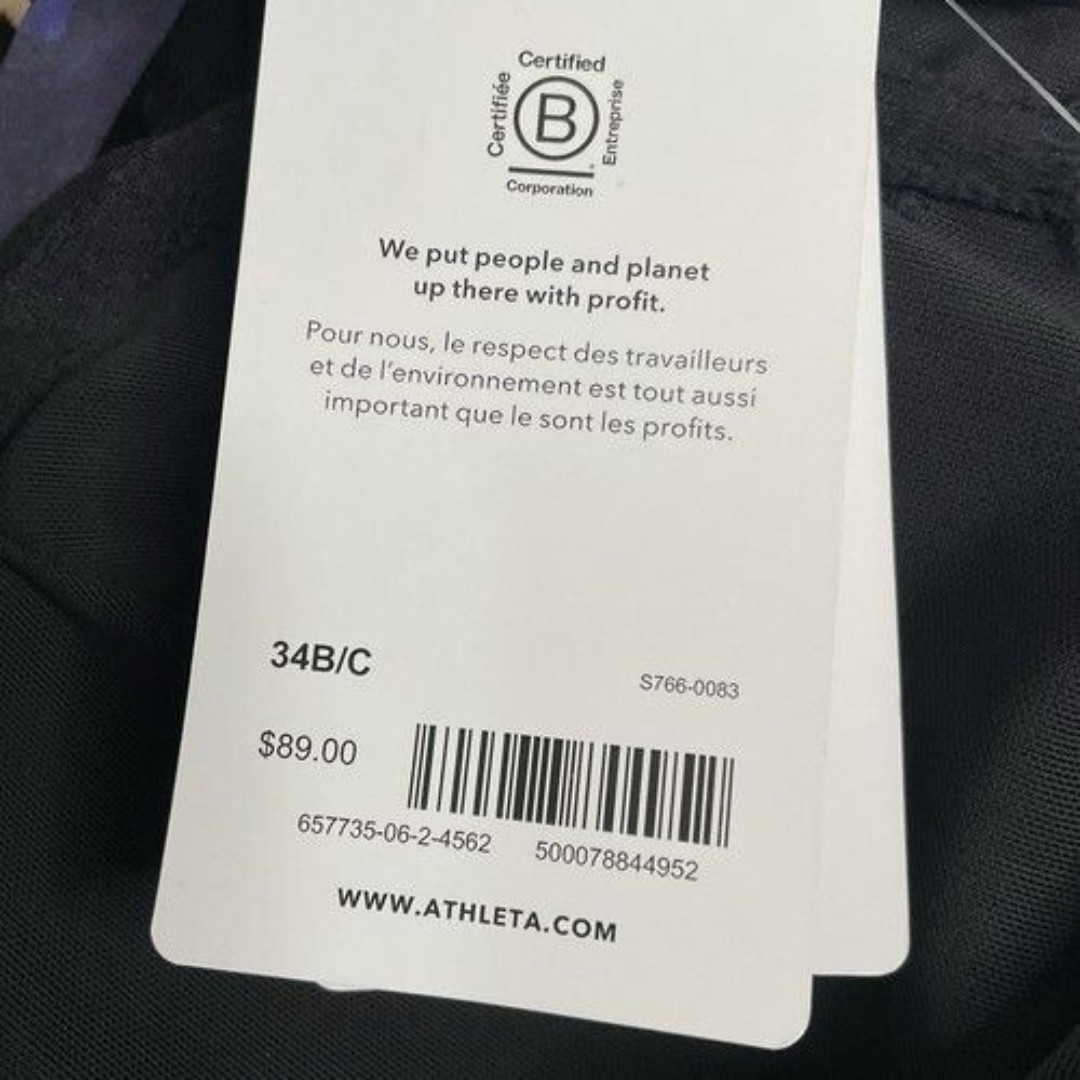 Certified
Certifiée
B
Entreprise
Corporation
We put people and planet
up there with profit.
Pour nous, le respect des travailleurs
et de l'environnement est tout aussi
important que le sont les profits.
34B/C
S766-0083
$89.00
657735-06-2-4562 500078844952
WWW.ATHLETA.COM